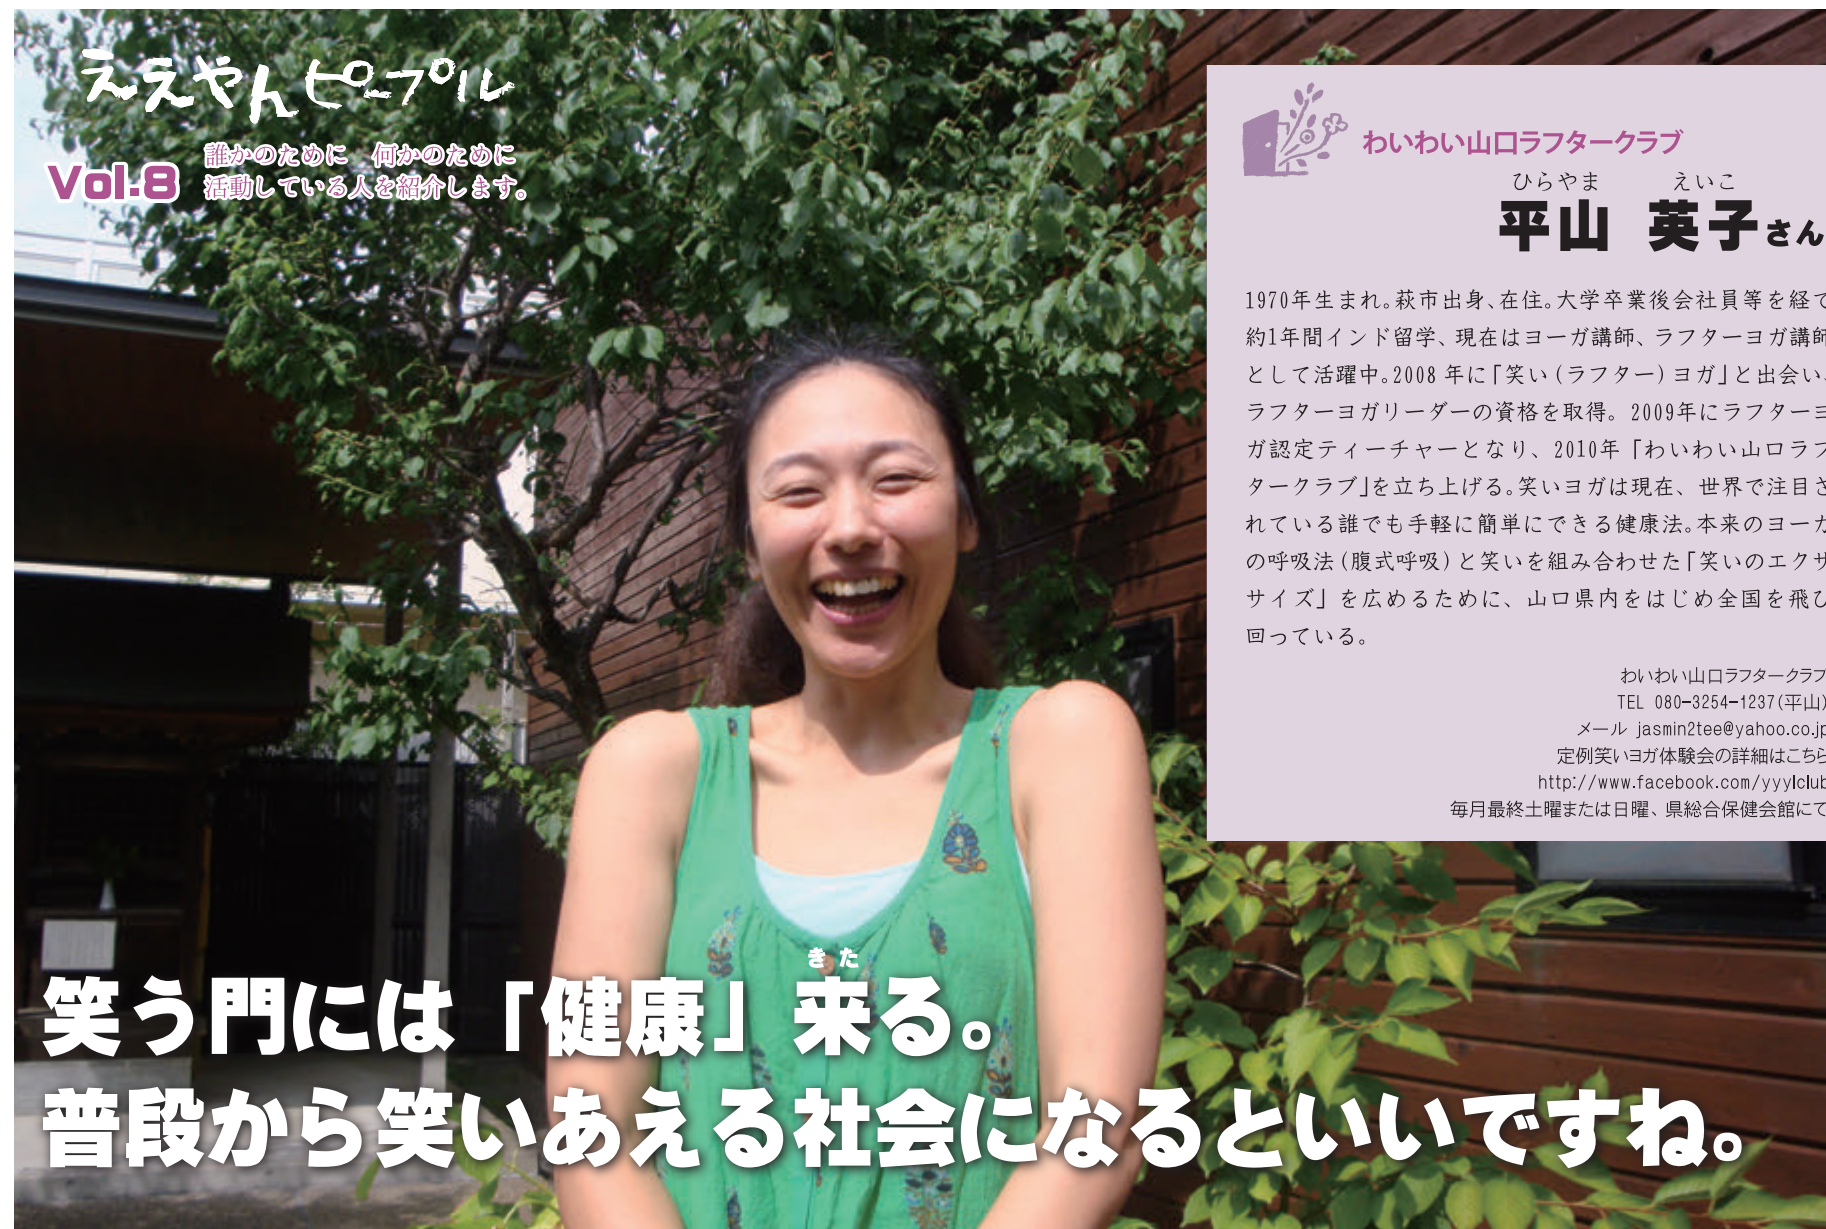 ええやんピープル
Vol.8
誰かのために 何かのために
活動している人を紹介します。
わいわい山口ラフタークラブ
ひらやま えいこ
平山 英子さん
1970年生まれ。萩市出身、在住。大学卒業後会社員等を経て
約1年間インド留学、現在はヨーガ講師、ラフターヨガ講師
として活躍中。2008年に「笑い(ラフター)ヨガ」と出会い、
ラフターヨガリーダーの資格を取得。2009年にラフターヨ
ガ認定ティーチャーとなり、2010年「わいわい山口ラフ
タークラブ」を立ち上げる。笑いヨガは現在、世界で注目さ
れている誰でも手軽に簡単にできる健康法。本来のヨーガ
の呼吸法(腹式呼吸)と笑いを組み合わせた「笑いのエクサ
サイズ」を広めるために、山口県内をはじめ全国を飛び
回っている。
わいわい山口ラフタークラブ
TEL 080-3254-1237(平山)
メール jasmin2tee@yahoo.co.jp
定例笑いヨガ体験会の詳細はこちら
http://www.facebook.com/yyylclub
毎月最終土曜または日曜、県総合保健会館にて
きた
笑う門には「健康」来る。
普段から笑いあえる社会になるといいですね。